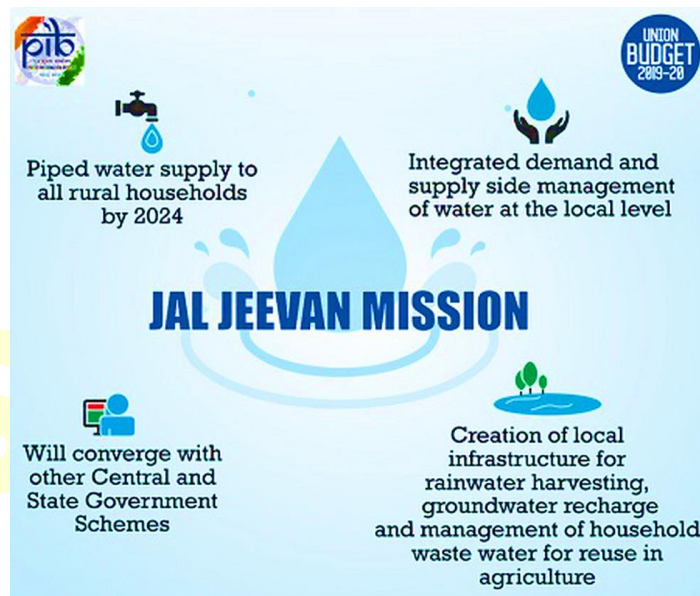 pib
UNION
BUDGET
2019-20
Piped water supply to
all rural households
by 2024
Integrated demand and
supply side management
of water at the local level
JAL JEEVAN MISSION
Will converge with
other Central and
State Government
Schemes
Creation of local
infrastructure for
rainwater harvesting,
groundwater recharge
and management of household
waste water for reuse in
agriculture